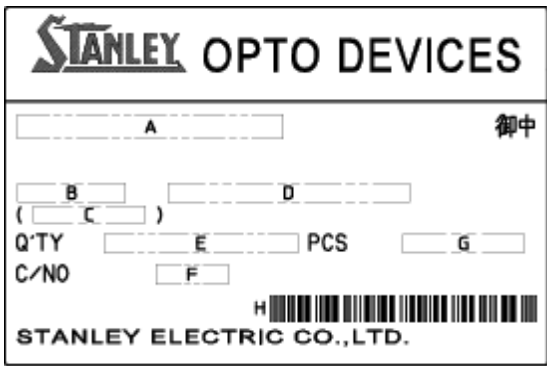 STANLEY OPTO DEVICES
A 御中
B D
( C )
Q'TY E PCS G
C/NO F
H
STANLEY ELECTRIC CO.,LTD.